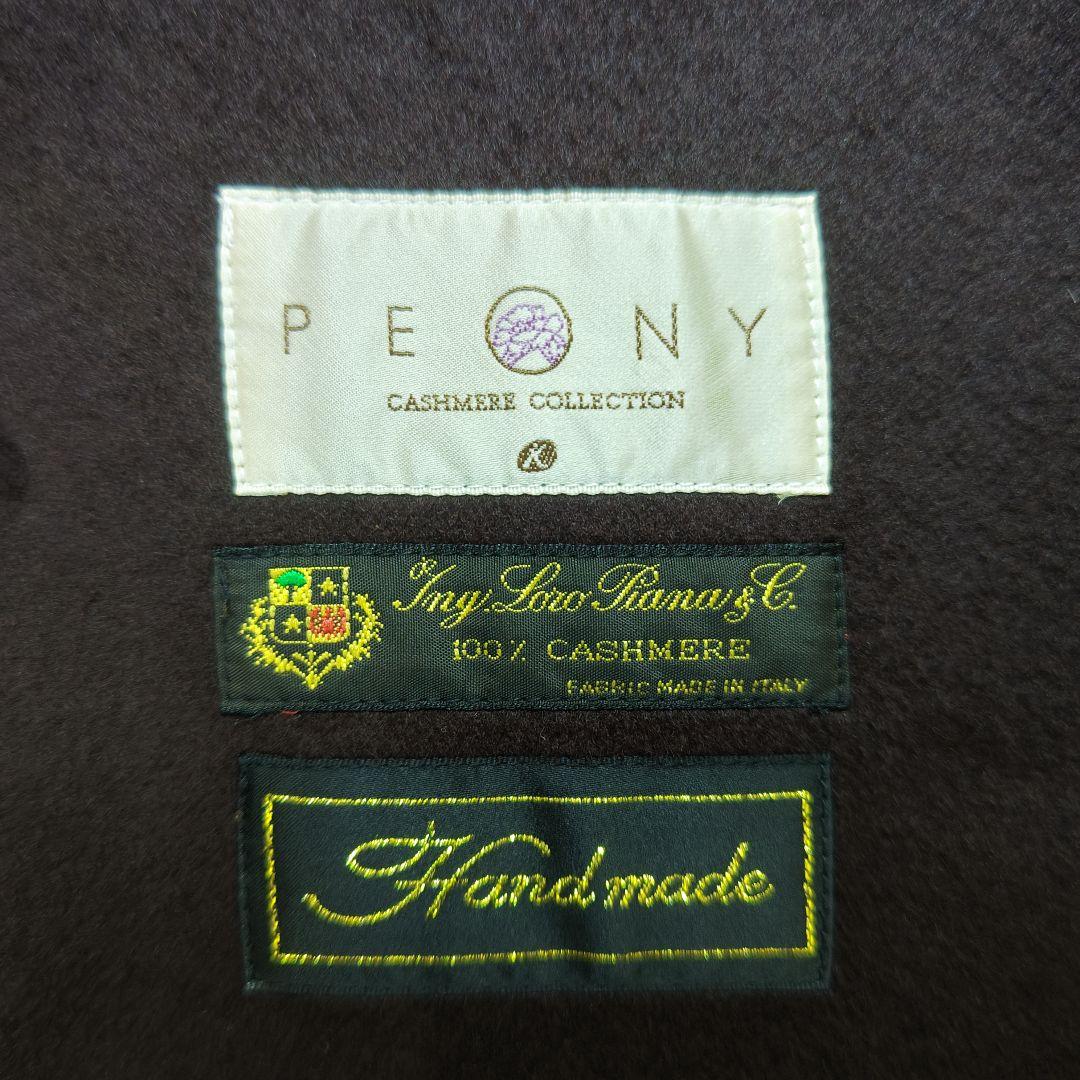 PEONY
CASHMERE COLLECTION
K
Ing Loro Piana & C.
100% CASHMERE
FABRIC MADE IN ITALY
Handmade